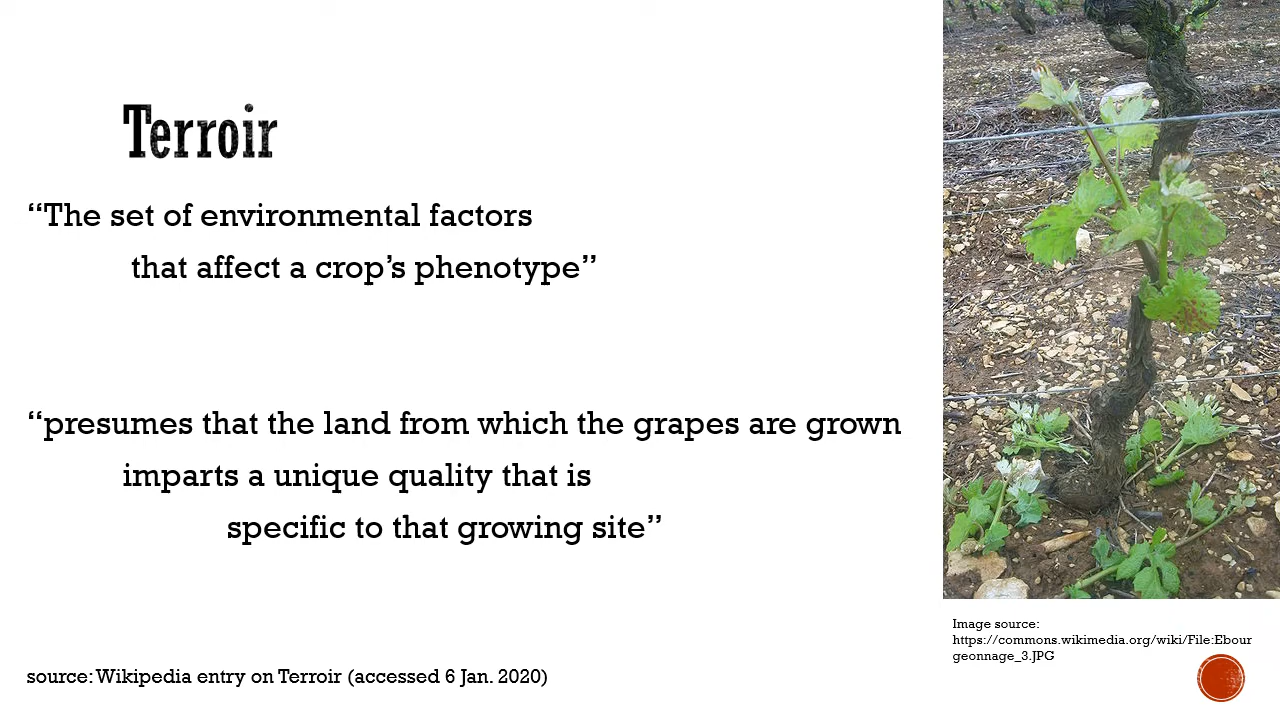 Terroir
“The set of environmental factors
that affect a crop’s phenotype”
“presumes that the land from which the grapes are grown
imparts a unique quality that is
specific to that growing site”
source: Wikipedia entry on Terroir (accessed 6 Jan. 2020)
Image source:
https://commons.wikimedia.org/wiki/File:Ebour
geonnage_3.JPG